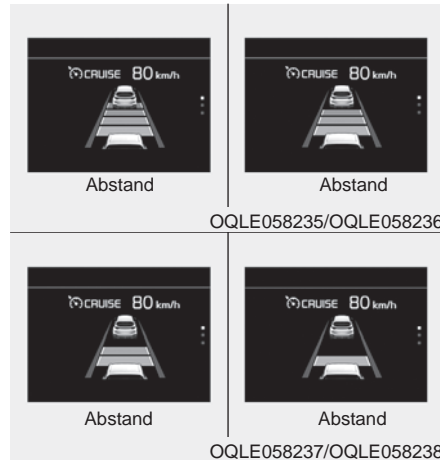 CRUISE 80 km/h
CRUISE 80 km/h
Abstand
Abstand
OQLE058235/OQLE058236
CRUISE 80 km/h
CRUISE 80 km/h
Abstand
Abstand
OQLE058237/OQLE058238